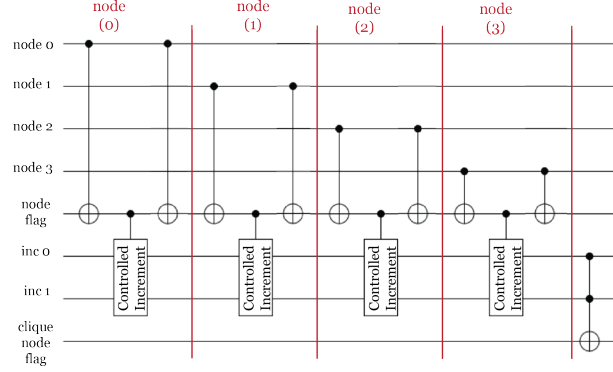 node
(0)
node
(1)
node
(2)
node
(3)
node 0
node 1
node 2
node 3
node
flag
inc 0
inc 1
clique
node
flag
Controlled
Increment
Controlled
Increment
Controlled
Increment
Controlled
Increment